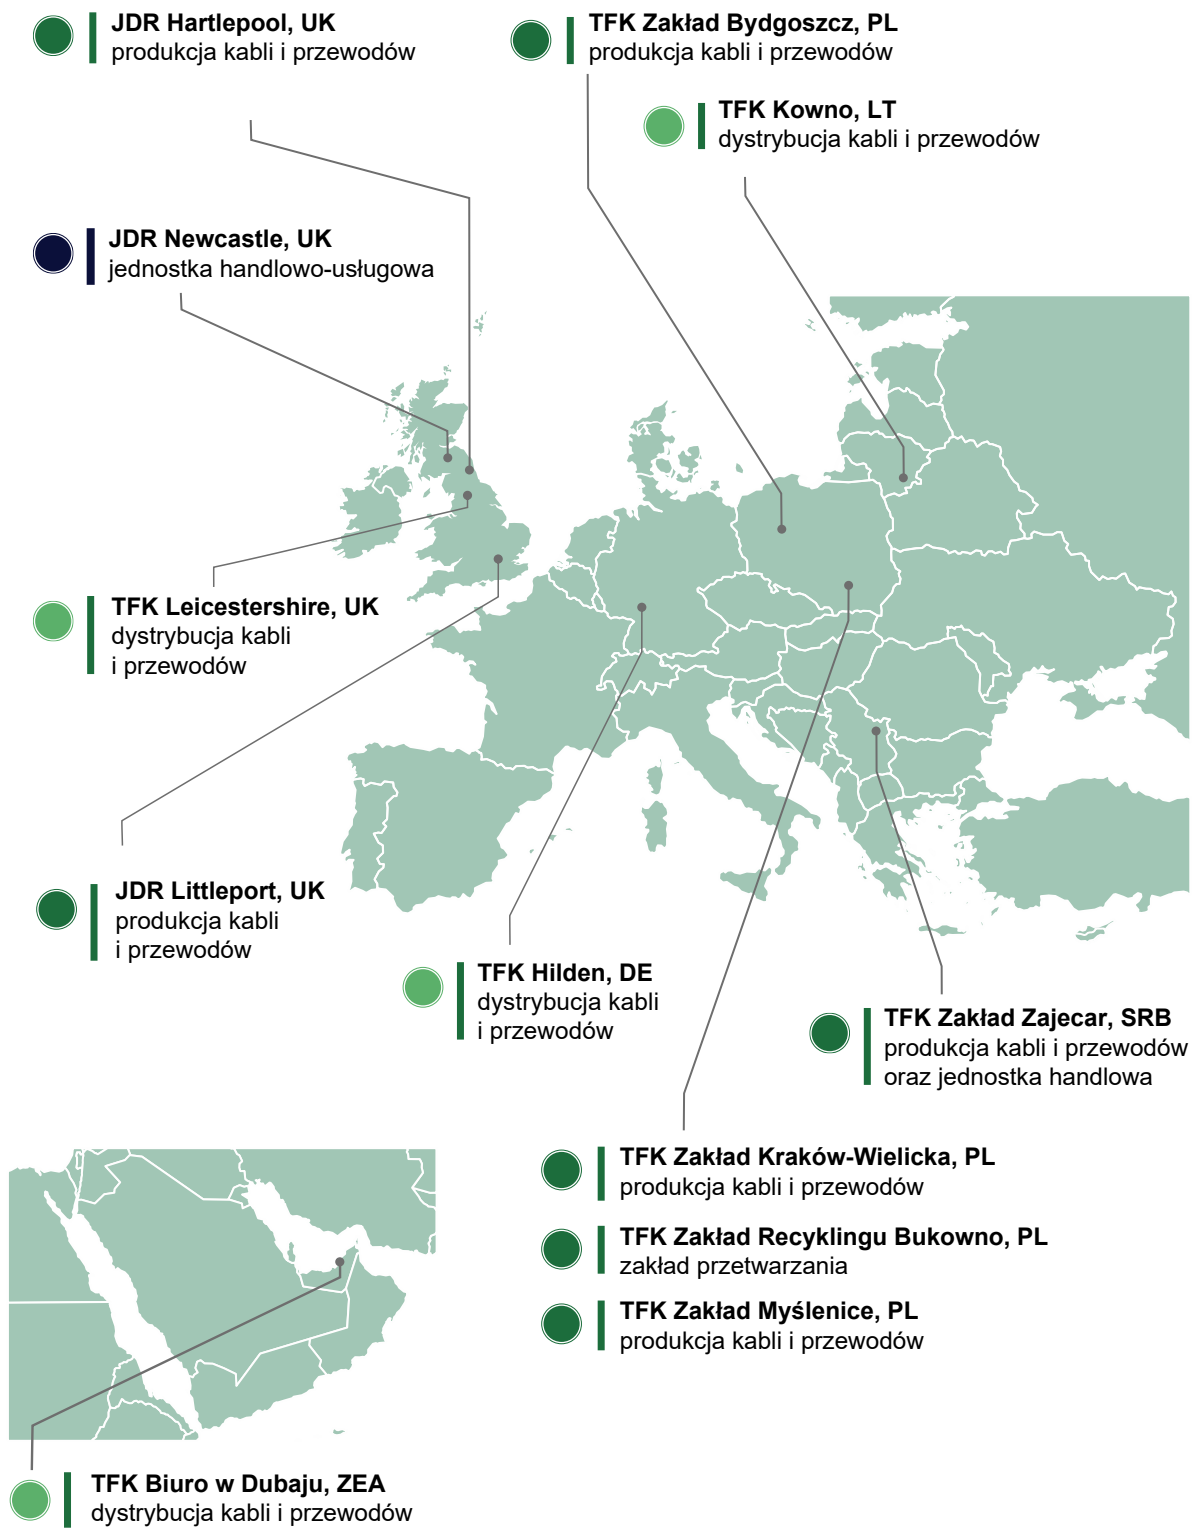 JDR Hartlepool, UK
produkcja kabli i przewodów
TFK Zakład Bydgoszcz, PL
produkcja kabli i przewodów
TFK Kowno, LT
dystrybucja kabli i przewodów
JDR Newcastle, UK
jednostka handlowo-usługowa
TFK Leicestershire, UK
dystrybucja kabli
i przewodów
JDR Littleport, UK
produkcja kabli
i przewodów
TFK Hilden, DE
dystrybucja kabli
i przewodów
TFK Zakład Zajecar, SRB
produkcja kabli i przewodów
oraz jednostka handlowa
TFK Zakład Kraków-Wielicka, PL
produkcja kabli i przewodów
TFK Zakład Recyklingu Bukowno, PL
zakład przetwarzania
TFK Zakład Myślenice, PL
produkcja kabli i przewodów
TFK Biuro w Dubaju, ZEA
dystrybucja kabli i przewodów